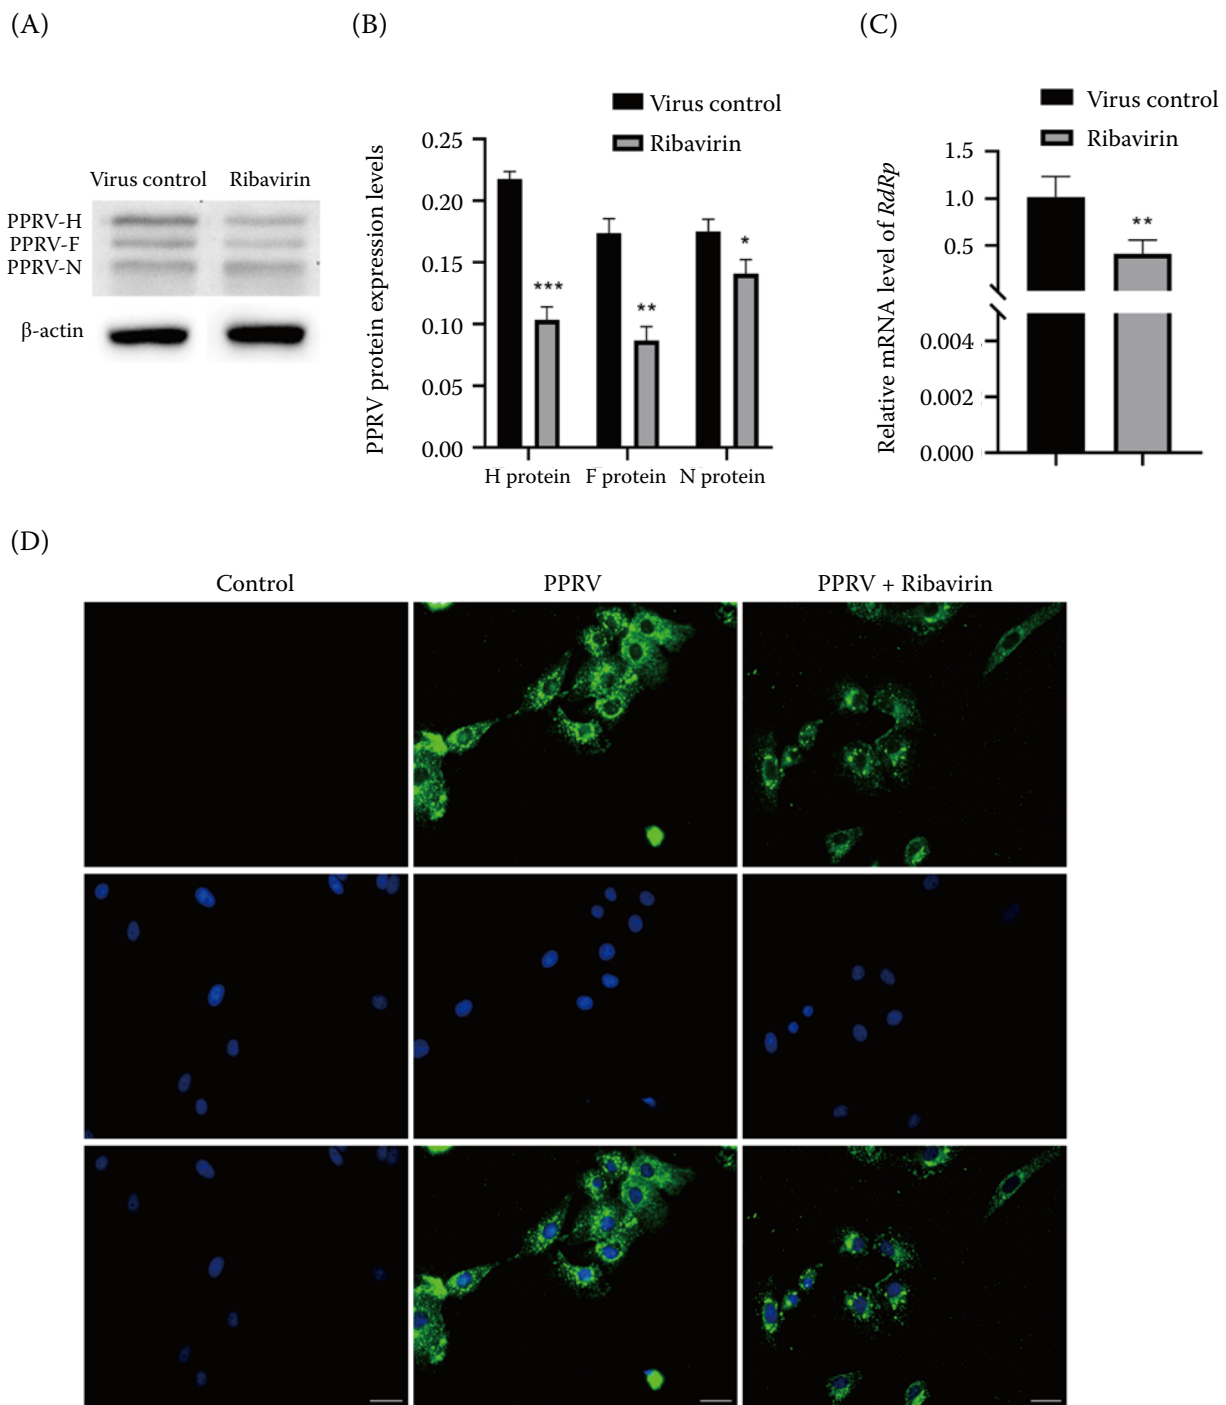 (A)
Virus control Ribavirin
PPRV-H
PPRV-F
PPRV-N
β-actin
(B)
Virus control
Ribavirin
PPRV protein expression levels
0.25
0.20
0.15
0.10
0.05
0.00
***
**
*
H protein F protein N protein
(C)
Virus control
Ribavirin
Relative mRNA level of RdRp
1.5
1.0
0.5
0.004
0.002
0.000
**
(D)
Control PPRV PPRV + Ribavirin